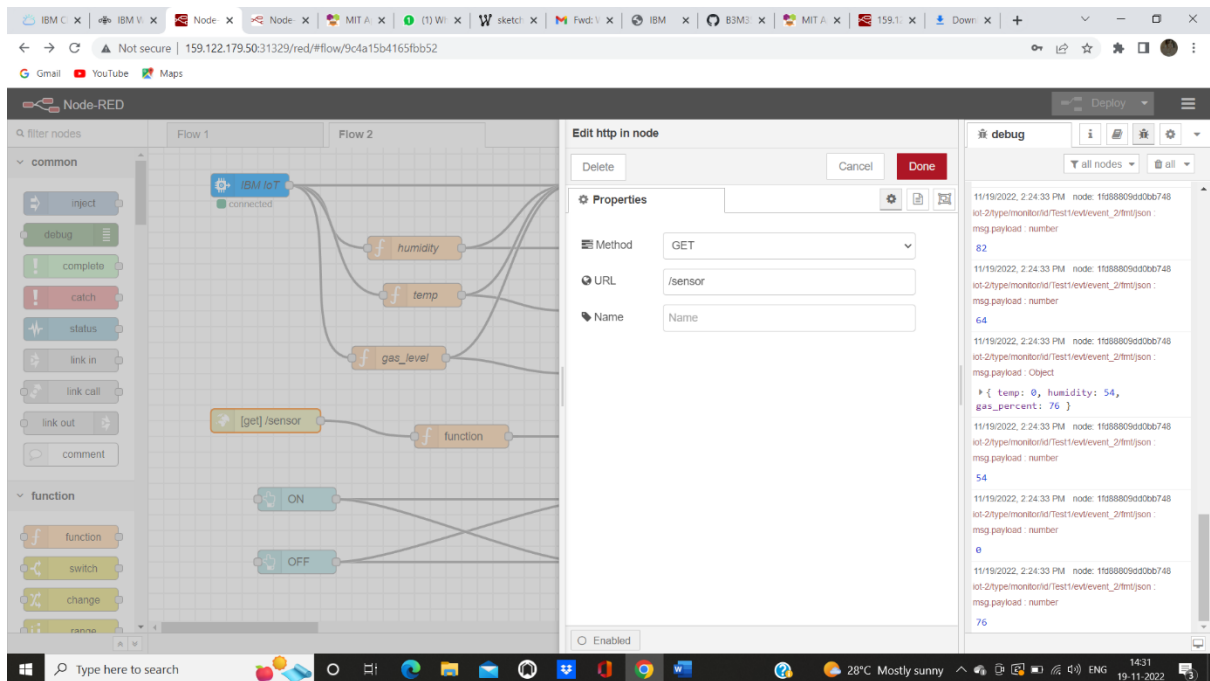 IBM C
IBM W
Node-
Node-
MIT A
(1) Wh
sketch
Fwd:
IBM
B3M3
MIT A
159.1
Down
Not secure | 159.122.179.50:31329/red/#flow/9c4a15b4165fbb52
Gmail YouTube Maps
Node-RED
Deploy
filter nodes
common
inject
debug
complete
catch
status
link in
link call
link out
comment
function
function
switch
change
range
Flow 1
Flow 2
IBM IoT
connected
humidity
temp
gas_level
[get] /sensor
function
ON
OFF
Edit http in node
Delete
Cancel
Done
Properties
Method
GET
URL
/sensor
Name
Name
Enabled
debug
all nodes
all
11/19/2022, 2:24:33 PM node: 1fd88809dd0bb748
iot-2/type/monitor/id/Test1/evt/event_2/fmt/json :
msg.payload : number
82
11/19/2022, 2:24:33 PM node: 1fd88809dd0bb748
iot-2/type/monitor/id/Test1/evt/event_2/fmt/json :
msg.payload : number
64
11/19/2022, 2:24:33 PM node: 1fd88809dd0bb748
iot-2/type/monitor/id/Test1/evt/event_2/fmt/json :
msg.payload : Object
{ temp: 0, humidity: 54,
gas_percent: 76 }
11/19/2022, 2:24:33 PM node: 1fd88809dd0bb748
iot-2/type/monitor/id/Test1/evt/event_2/fmt/json :
msg.payload : number
54
11/19/2022, 2:24:33 PM node: 1fd88809dd0bb748
iot-2/type/monitor/id/Test1/evt/event_2/fmt/json :
msg.payload : number
0
11/19/2022, 2:24:33 PM node: 1fd88809dd0bb748
iot-2/type/monitor/id/Test1/evt/event_2/fmt/json :
msg.payload : number
76
Type here to search
28°C Mostly sunny
ENG
14:31
19-11-2022
3